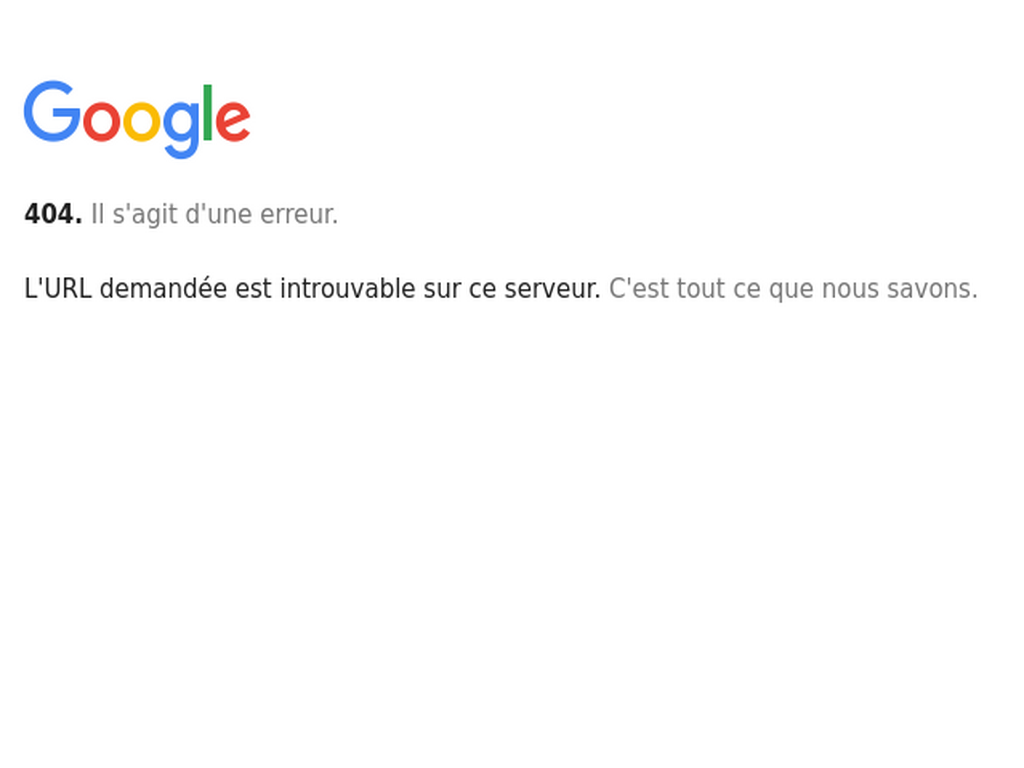 Google
404. Il s'agit d'une erreur.
L'URL demandée est introuvable sur ce serveur. C'est tout ce que nous savons.